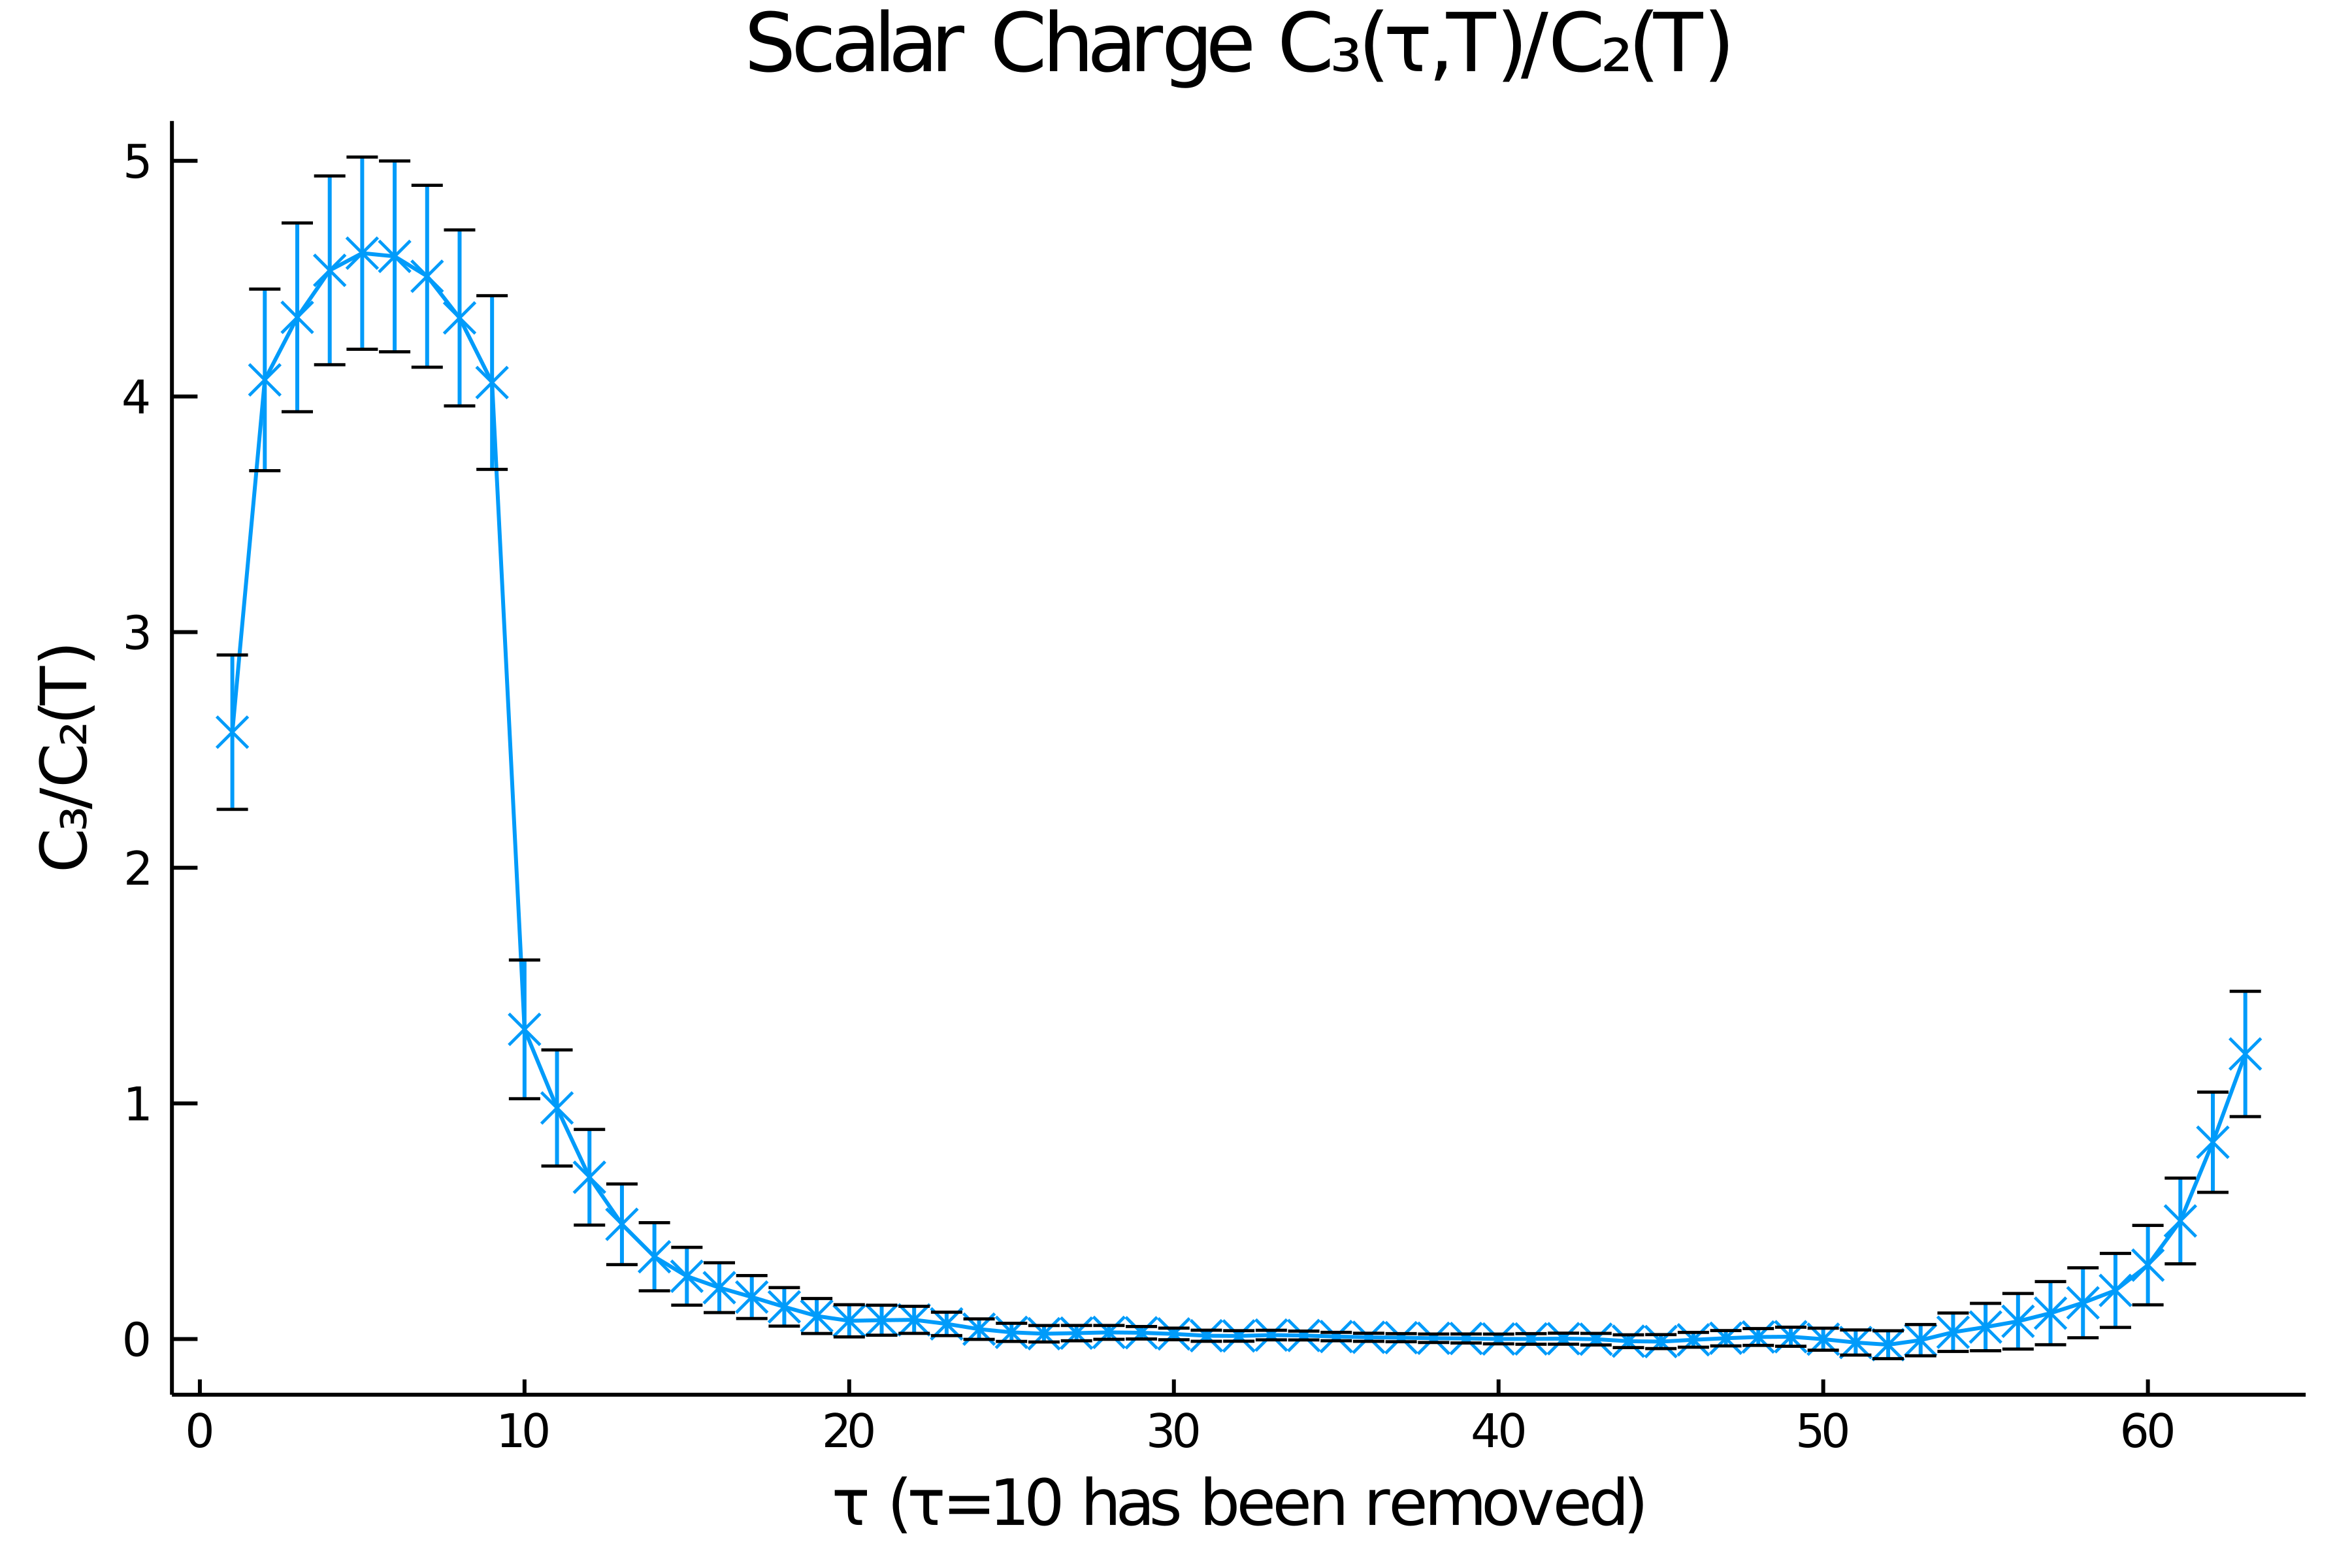 Scalar Charge C₃(τ,T)/C₂(T)
C₃/C₂(T)
5
4
3
2
1
0
0 10 20 30 40 50 60
τ (τ=10 has been removed)